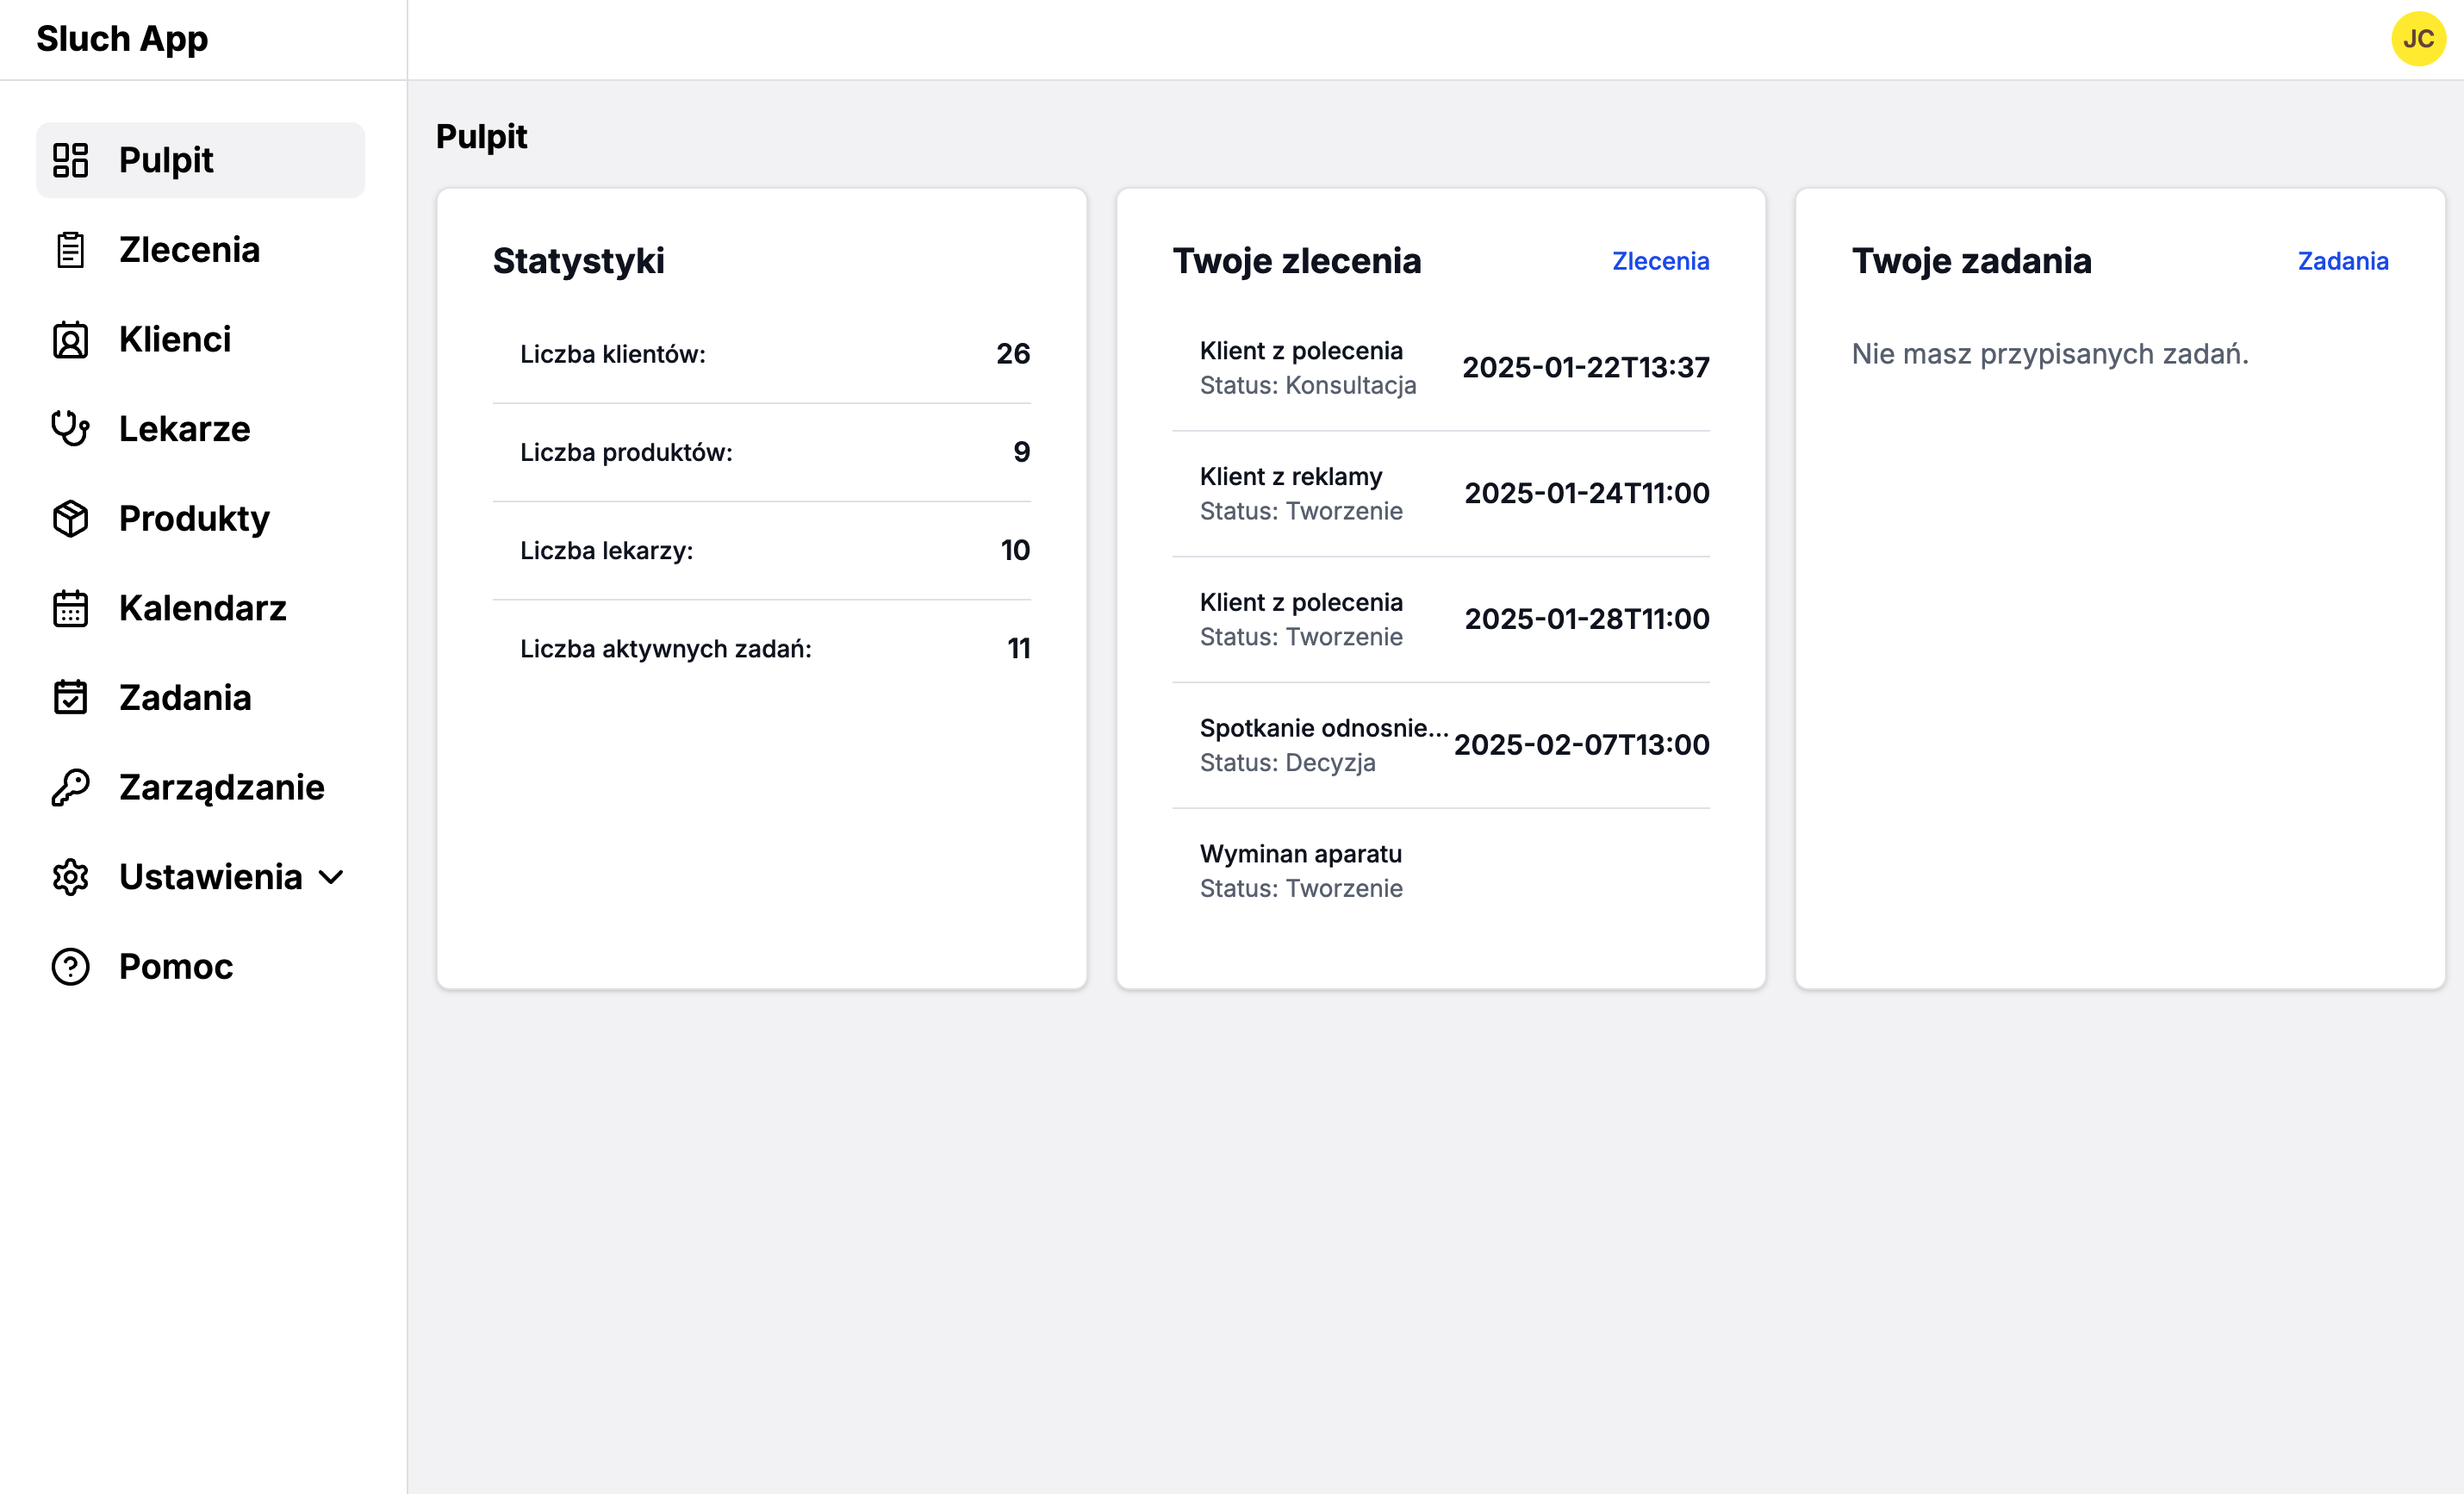 Sluch App
JC
Pulpit
Zlecenia
Klienci
Lekarze
Produkty
Kalendarz
Zadania
Zarządzanie
Ustawienia
Pomoc
Pulpit
Statystyki
Liczba klientów: 26
Liczba produktów: 9
Liczba lekarzy: 10
Liczba aktywnych zadań: 11
Twoje zlecenia Zlecenia
Klient z polecenia
Status: Konsultacja
2025-01-22T13:37
Klient z reklamy
Status: Tworzenie
2025-01-24T11:00
Klient z polecenia
Status: Tworzenie
2025-01-28T11:00
Spotkanie odnosnie...
Status: Decyzja
2025-02-07T13:00
Wyminan aparatu
Status: Tworzenie
Twoje zadania Zadania
Nie masz przypisanych zadań.